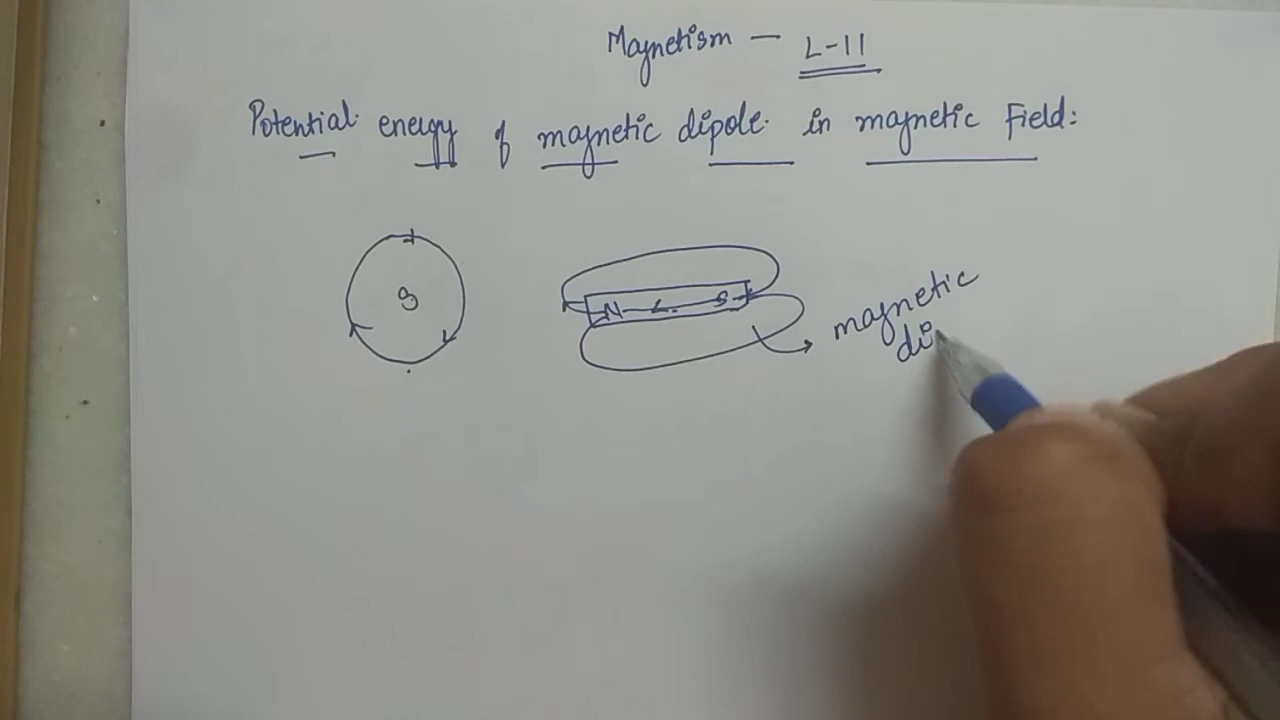 Magnetism — L-11
Potential energy of magnetic dipole in magnetic Field:
S
N S
magnetic
di